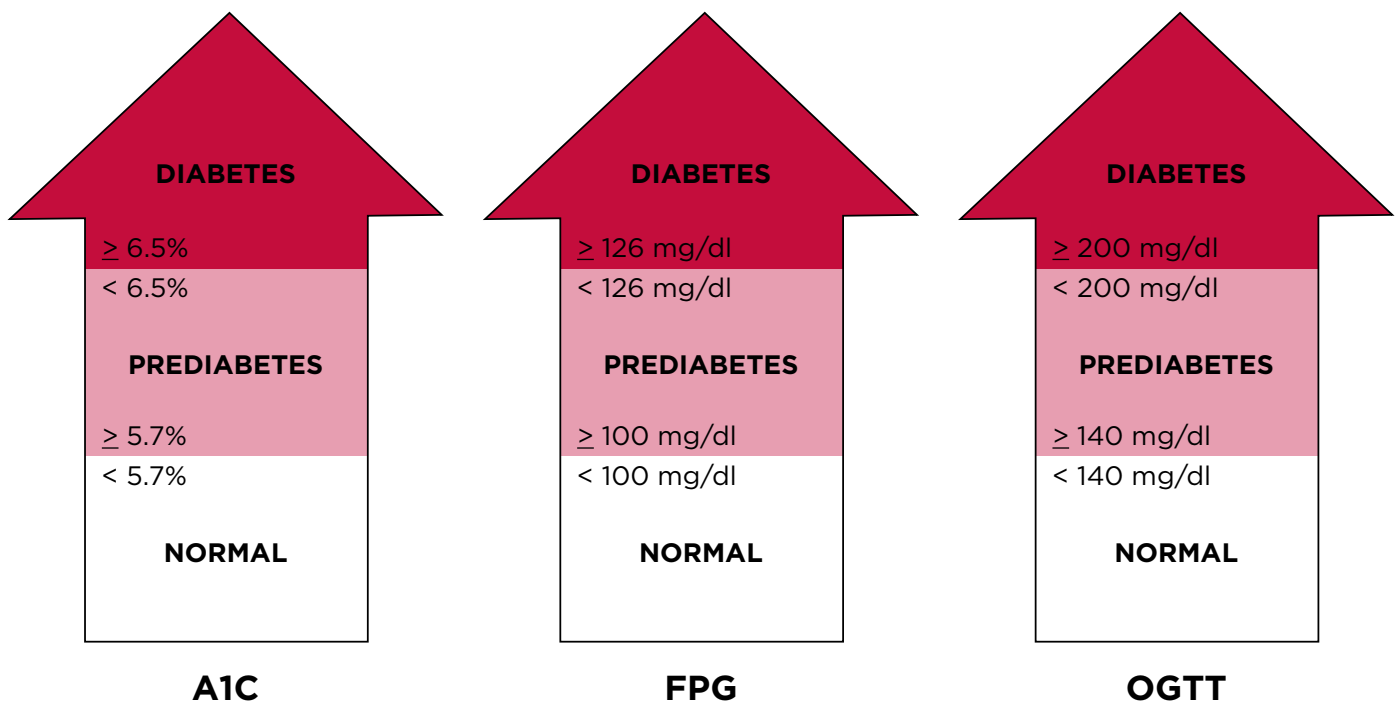 DIABETES
≥ 6.5%
< 6.5%
PREDIABETES
≥ 5.7%
< 5.7%
NORMAL
A1C
DIABETES
≥ 126 mg/dl
< 126 mg/dl
PREDIABETES
≥ 100 mg/dl
< 100 mg/dl
NORMAL
FPG
DIABETES
≥ 200 mg/dl
< 200 mg/dl
PREDIABETES
≥ 140 mg/dl
< 140 mg/dl
NORMAL
OGTT